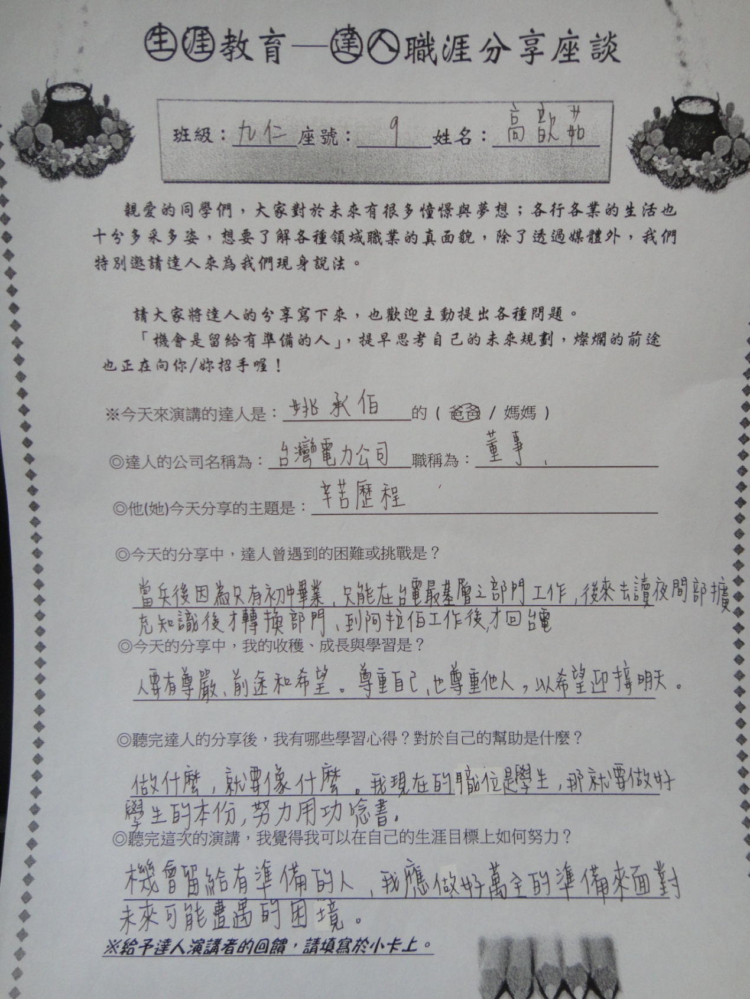 生涯教育—達人職涯分享座談
班級：九仁座號：9姓名：高歆茹
親愛的同學們，大家對於未來有很多憧憬與夢想；各行各業的生活也
十分多采多姿，想要了解各種領域職業的真面貌，除了透過媒體外，我們
特別邀請達人來為我們現身說法。
請大家將達人的分享寫下來，也歡迎主動提出各種問題。
「機會是留給有準備的人」，提早思考自己的未來規劃，燦爛的前途
也正在向你/妳招手喔！
※今天來演講的達人是：姚承佰的（爸爸 / 媽媽）
◎達人的公司名稱為：台灣電力公司職稱為：董事
◎他(她)今天分享的主題是：辛苦歷程
◎今天的分享中，達人曾遇到的困難或挑戰是？
當兵後因為只有初中畢業，只能在台電最基層之部門工作，後來去讀夜間部擴
充知識後才轉換部門、到阿拉佰工作後，才回台電
◎今天的分享中，我的收穫、成長與學習是？
人要有尊嚴、前途和希望。尊重自己、也尊重他人，以希望迎接明天。
◎聽完達人的分享後，我有哪些學習心得？對於自己的幫助是什麼？
做什麼，就要像什麼。我現在的職位是學生，那就要做好
學生的本份，努力用功唸書。
◎聽完這次的演講，我覺得我可以在自己的生涯目標上如何努力？
機會留給有準備的人，我應做好萬全的準備來面對
未來可能遭遇的困境。
※給予達人演講者的回饋，請填寫於小卡上。